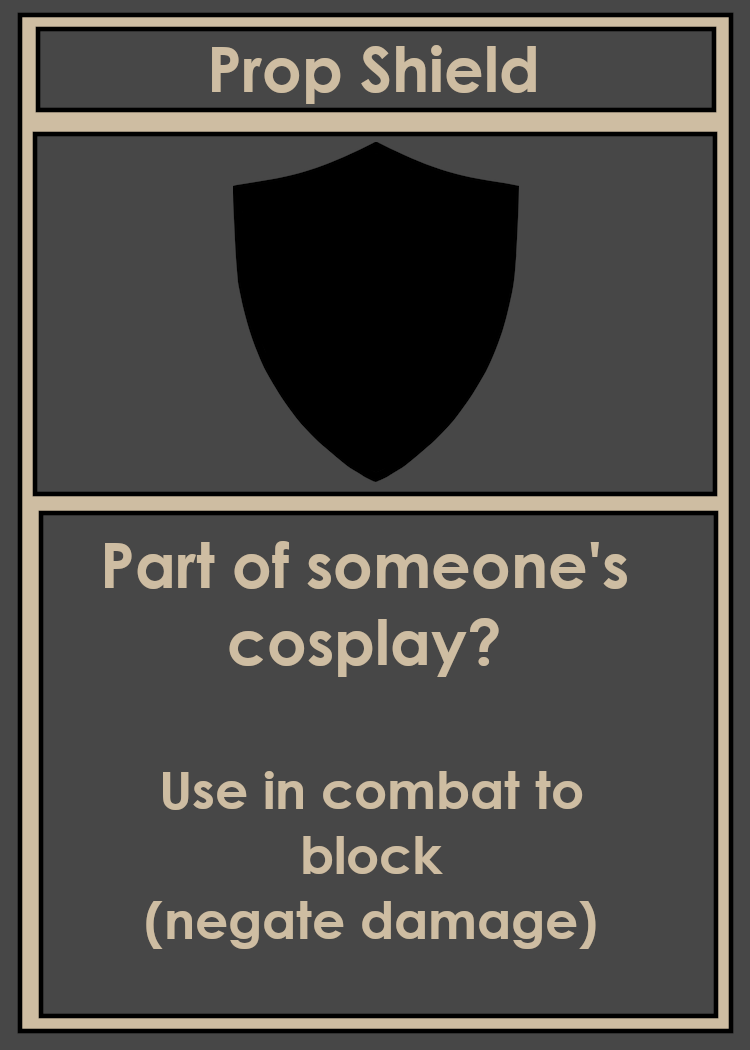 Prop Shield
Part of someone's
cosplay?
Use in combat to
block
(negate damage)